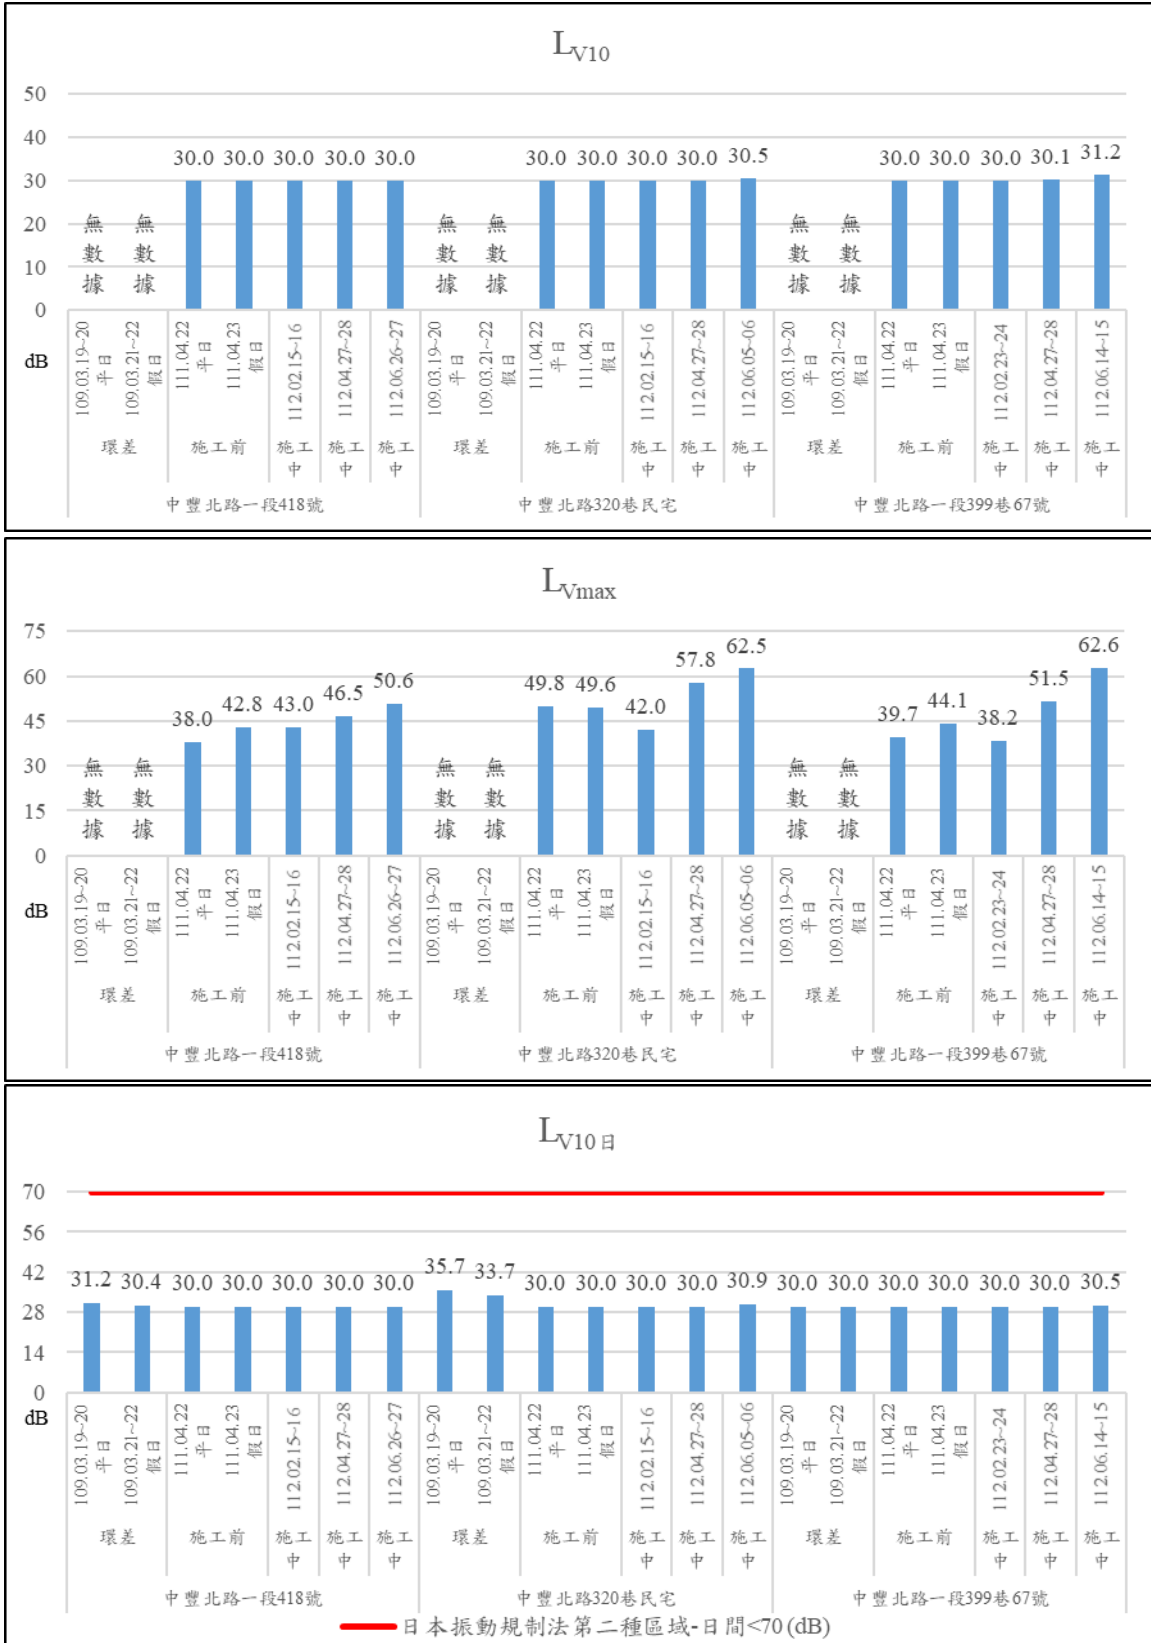 LV10
50
40
30
20
10
0
dB
30.0 30.0 30.0 30.0 30.0 30.0 30.0 30.0 30.0 30.5 30.0 30.0 30.0 30.1 31.2
無數據 無數據 無數據 無數據 無數據 無數據
109.03.19~20 平日 109.03.21~22 假日 111.04.22 平日 111.04.23 假日 112.02.15~16 112.04.27~28 112.06.26~27 109.03.19~20 平日 109.03.21~22 假日 111.04.22 平日 111.04.23 假日 112.02.15~16 112.04.27~28 112.06.05~06 109.03.19~20 平日 109.03.21~22 假日 111.04.22 平日 111.04.23 假日 112.02.23~24 112.04.27~28 112.06.14~15
環差 施工前 施工中 施工中 施工中 環差 施工前 施工中 施工中 施工中 環差 施工前 施工中 施工中 施工中
中豐北路一段418號 中豐北路320巷民宅 中豐北路一段399巷67號
LVmax
75
60
45
30
15
0
dB
38.0 42.8 43.0 46.5 50.6 49.8 49.6 42.0 57.8 62.5 39.7 44.1 38.2 51.5 62.6
無數據 無數據 無數據 無數據 無數據 無數據
109.03.19~20 平日 109.03.21~22 假日 111.04.22 平日 111.04.23 假日 112.02.15~16 112.04.27~28 112.06.26~27 109.03.19~20 平日 109.03.21~22 假日 111.04.22 平日 111.04.23 假日 112.02.15~16 112.04.27~28 112.06.05~06 109.03.19~20 平日 109.03.21~22 假日 111.04.22 平日 111.04.23 假日 112.02.23~24 112.04.27~28 112.06.14~15
環差 施工前 施工中 施工中 施工中 環差 施工前 施工中 施工中 施工中 環差 施工前 施工中 施工中 施工中
中豐北路一段418號 中豐北路320巷民宅 中豐北路一段399巷67號
LV10日
70
56
42
28
14
0
dB
31.2 30.4 30.0 30.0 30.0 30.0 30.0 35.7 33.7 30.0 30.0 30.0 30.0 30.9 30.0 30.0 30.0 30.0 30.0 30.0 30.5
109.03.19~20 平日 109.03.21~22 假日 111.04.22 平日 111.04.23 假日 112.02.15~16 112.04.27~28 112.06.26~27 109.03.19~20 平日 109.03.21~22 假日 111.04.22 平日 111.04.23 假日 112.02.15~16 112.04.27~28 112.06.05~06 109.03.19~20 平日 109.03.21~22 假日 111.04.22 平日 111.04.23 假日 112.02.23~24 112.04.27~28 112.06.14~15
環差 施工前 施工中 施工中 施工中 環差 施工前 施工中 施工中 施工中 環差 施工前 施工中 施工中 施工中
中豐北路一段418號 中豐北路320巷民宅 中豐北路一段399巷67號
日本振動規制法第二種區域-日間<70 (dB)